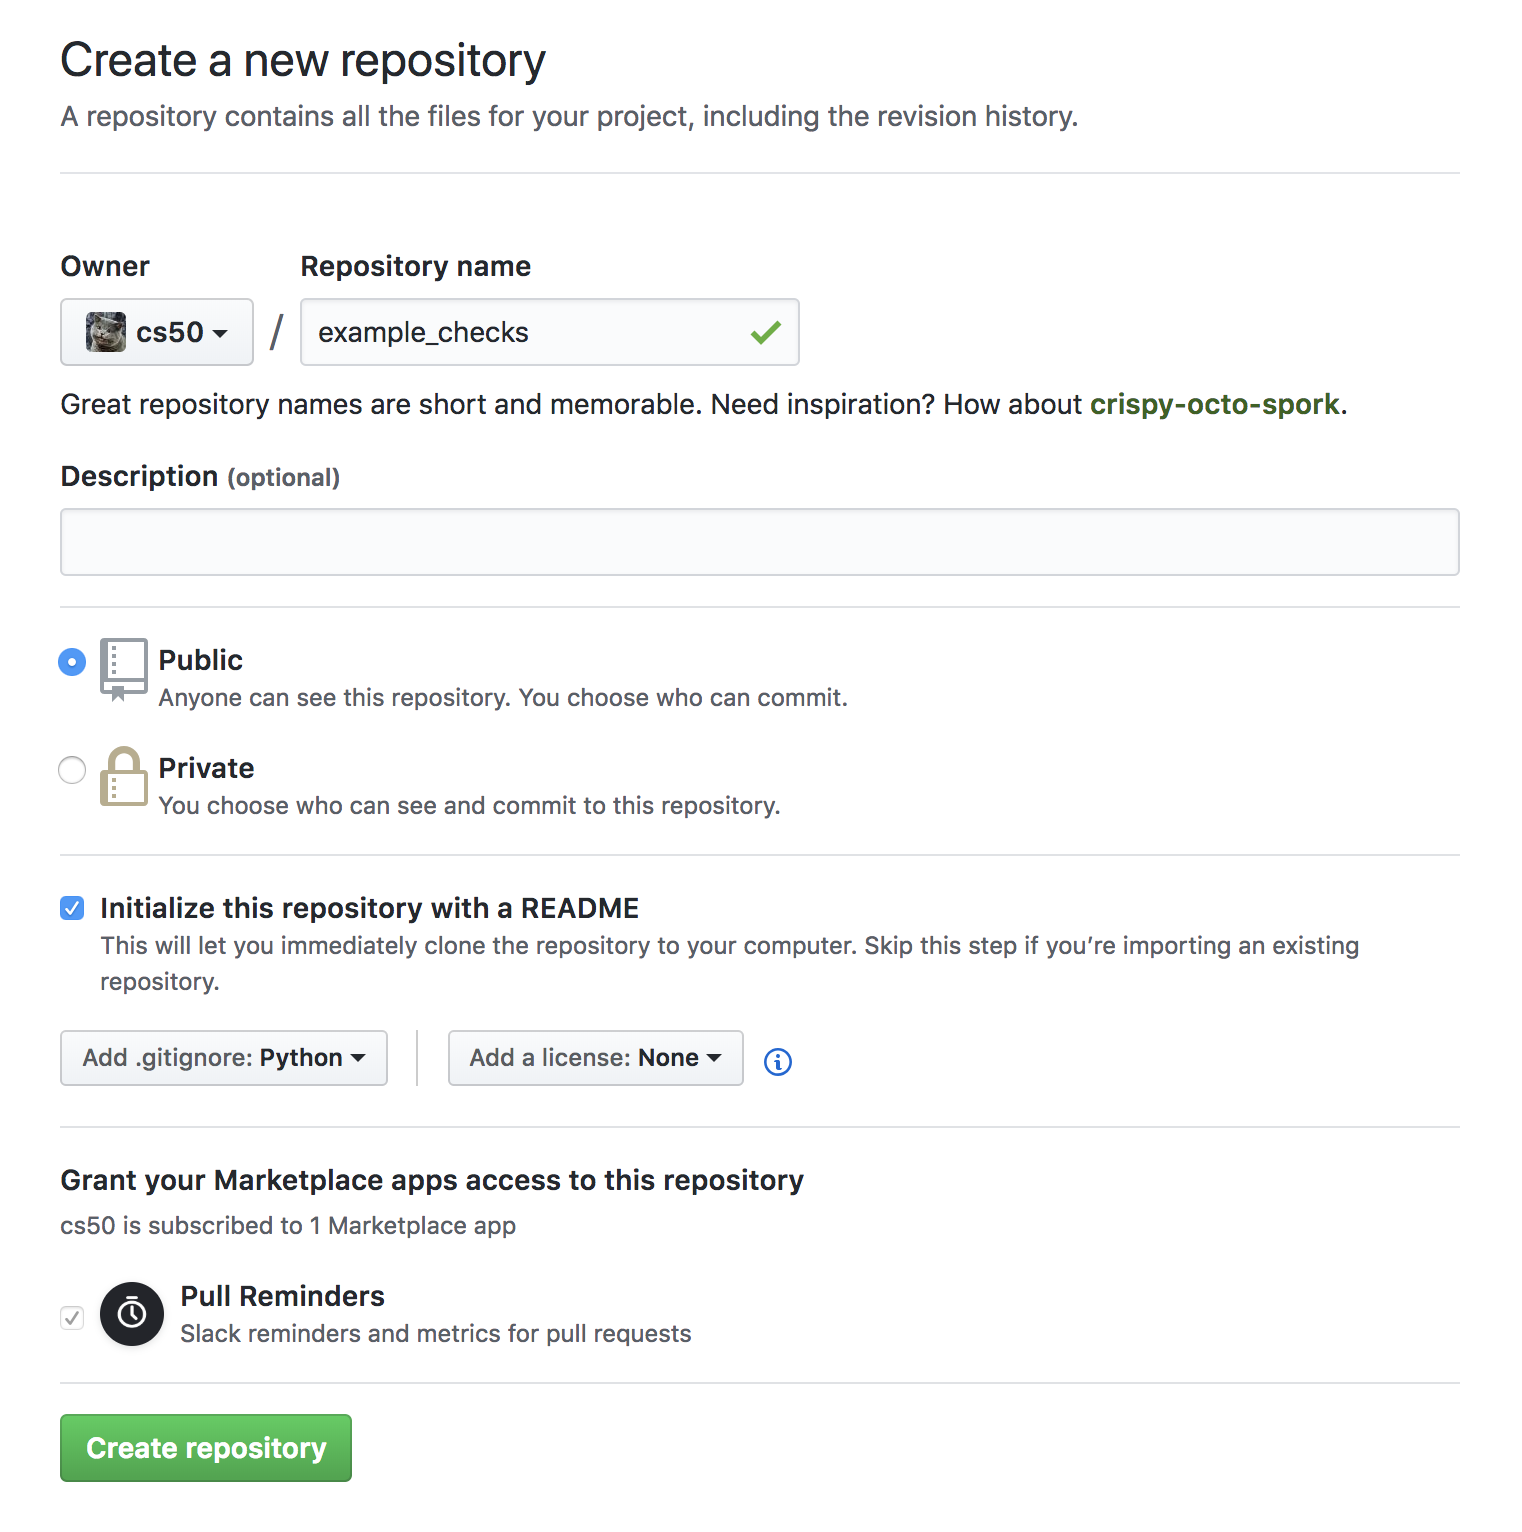 Create a new repository
A repository contains all the files for your project, including the revision history.
Owner
Repository name
cs50
/
example_checks
Great repository names are short and memorable. Need inspiration? How about crispy-octo-spork.
Description (optional)
Public
Anyone can see this repository. You choose who can commit.
Private
You choose who can see and commit to this repository.
Initialize this repository with a README
This will let you immediately clone the repository to your computer. Skip this step if you’re importing an existing
repository.
Add .gitignore: Python
Add a license: None
Grant your Marketplace apps access to this repository
cs50 is subscribed to 1 Marketplace app
Pull Reminders
Slack reminders and metrics for pull requests
Create repository